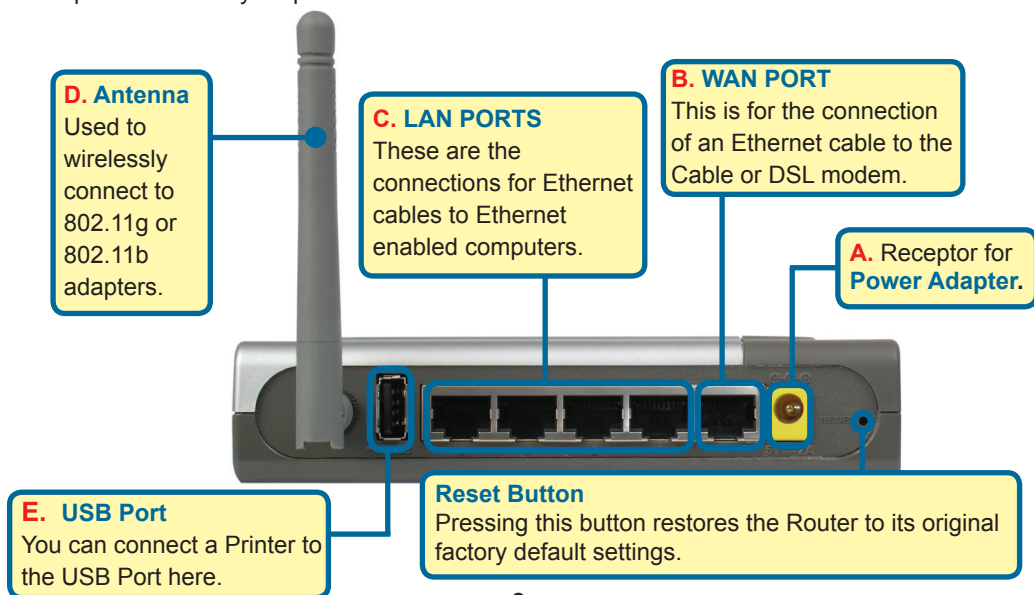 D. Antenna
Used to
wirelessly
connect to
802.11g or
802.11b
adapters.
C. LAN PORTS
These are the
connections for Ethernet
cables to Ethernet
enabled computers.
B. WAN PORT
This is for the connection
of an Ethernet cable to the
Cable or DSL modem.
A. Receptor for
Power Adapter.
RESET
E. USB Port
You can connect a Printer to
the USB Port here.
Reset Button
Pressing this button restores the Router to its original
factory default settings.